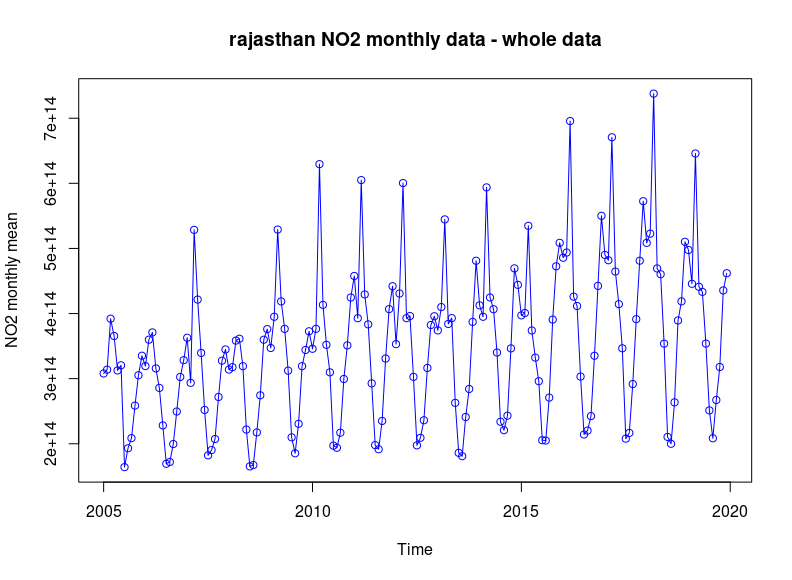 rajasthan NO2 monthly data - whole data
NO2 monthly mean
7e+14
6e+14
5e+14
4e+14
3e+14
2e+14
2005 2010 2015 2020
Time